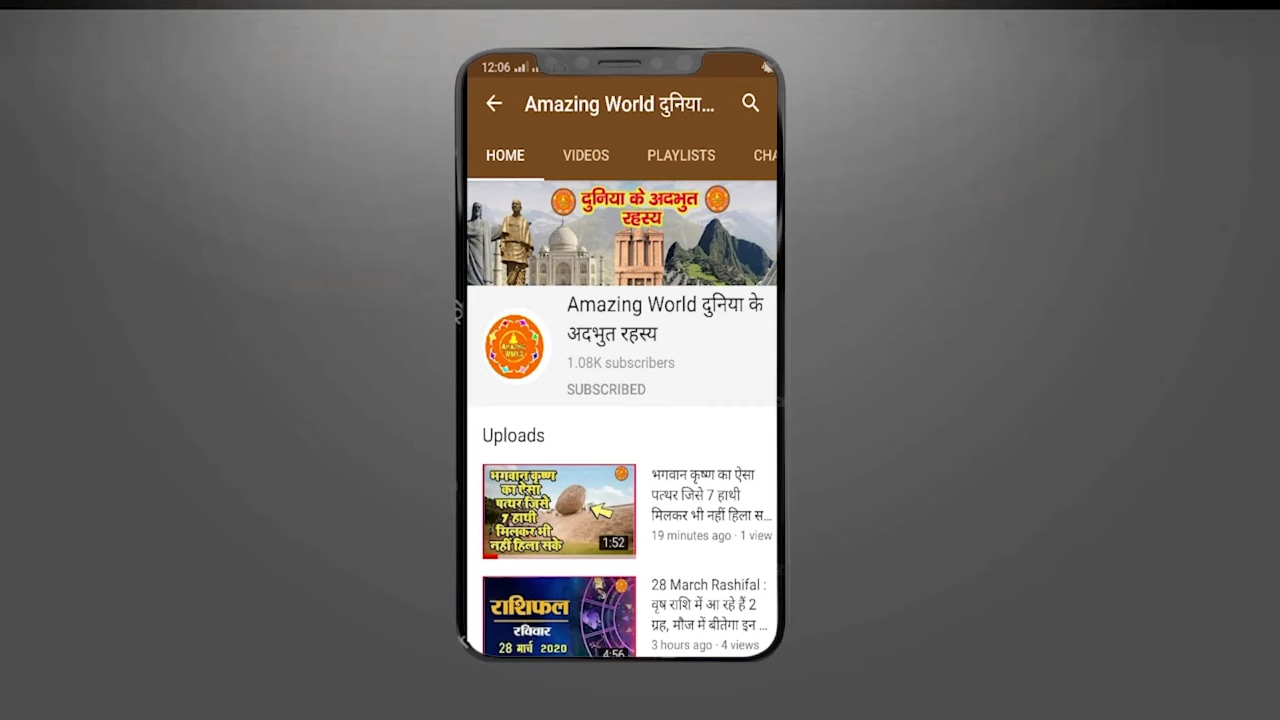 12:06
Amazing World दुनिया...
HOME VIDEOS PLAYLISTS CHA
दुनिया के अदभुत
रहस्य
Amazing World दुनिया के
अदभुत रहस्य
AMAZING
WORLD
1.08K subscribers
SUBSCRIBED
Uploads
भगवान कृष्ण
का ऐसा
पत्थर जिसे
7 हाथी
मिलकर भी
नहीं हिला सके
1:52
भगवान कृष्ण का ऐसा
पत्थर जिसे 7 हाथी
मिलकर भी नहीं हिला स...
19 minutes ago · 1 view
राशिफल
रविवार
28 मार्च 2020
4:56
28 March Rashifal :
वृष राशि में आ रहे हैं 2
ग्रह, मौज में बीतेगा इन ...
3 hours ago · 4 views